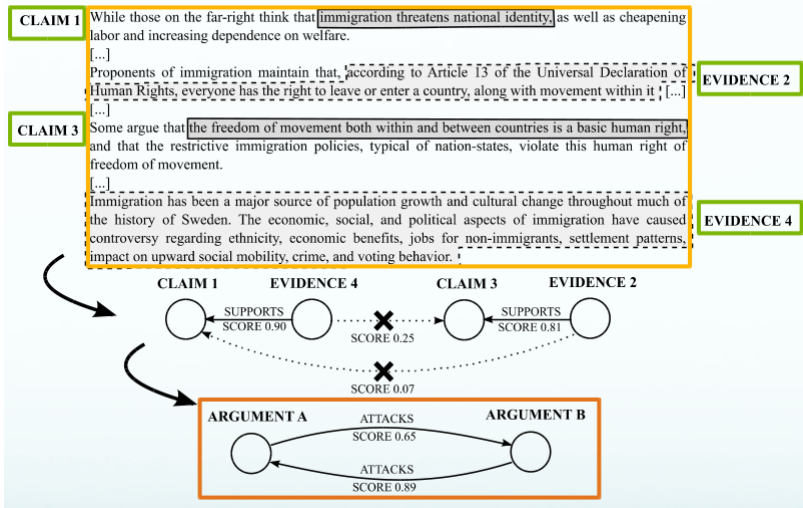 CLAIM 1
While those on the far-right think that immigration threatens national identity, as well as cheapening
labor and increasing dependence on welfare.
[...]
Proponents of immigration maintain that, according to Article 13 of the Universal Declaration of
EVIDENCE 2
Human Rights, everyone has the right to leave or enter a country, along with movement within it [...]
[...]
CLAIM 3
Some argue that the freedom of movement both within and between countries is a basic human right,
and that the restrictive immigration policies, typical of nation-states, violate this human right of
freedom of movement.
[...]
Immigration has been a major source of population growth and cultural change throughout much of
the history of Sweden. The economic, social, and political aspects of immigration have caused
EVIDENCE 4
controversy regarding ethnicity, economic benefits, jobs for non-immigrants, settlement patterns,
impact on upward social mobility, crime, and voting behavior.
CLAIM 1 EVIDENCE 4 CLAIM 3 EVIDENCE 2
SUPPORTS SUPPORTS
SCORE 0.90 SCORE 0.25 SCORE 0.81
SCORE 0.07
ARGUMENT A ATTACKS ARGUMENT B
SCORE 0.65
ATTACKS
SCORE 0.89